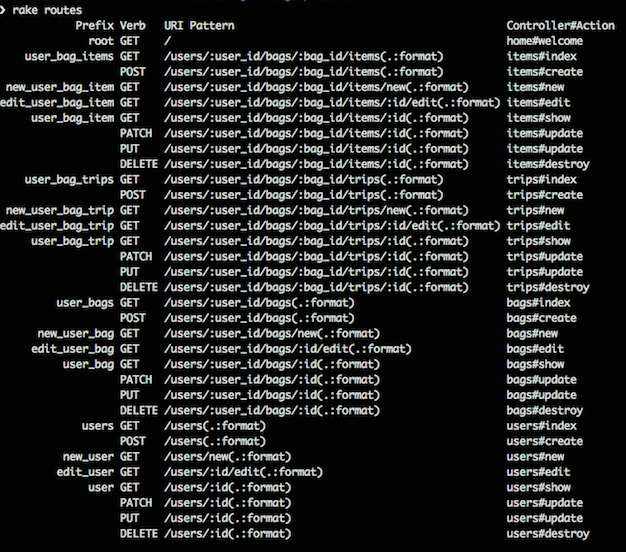 ❯ rake routes
Prefix Verb URI Pattern Controller#Action
root GET / home#welcome
user_bag_items GET /users/:user_id/bags/:bag_id/items(.:format) items#index
POST /users/:user_id/bags/:bag_id/items(.:format) items#create
new_user_bag_item GET /users/:user_id/bags/:bag_id/items/new(.:format) items#new
edit_user_bag_item GET /users/:user_id/bags/:bag_id/items/:id/edit(.:format) items#edit
user_bag_item GET /users/:user_id/bags/:bag_id/items/:id(.:format) items#show
PATCH /users/:user_id/bags/:bag_id/items/:id(.:format) items#update
PUT /users/:user_id/bags/:bag_id/items/:id(.:format) items#update
DELETE /users/:user_id/bags/:bag_id/items/:id(.:format) items#destroy
user_bag_trips GET /users/:user_id/bags/:bag_id/trips(.:format) trips#index
POST /users/:user_id/bags/:bag_id/trips(.:format) trips#create
new_user_bag_trip GET /users/:user_id/bags/:bag_id/trips/new(.:format) trips#new
edit_user_bag_trip GET /users/:user_id/bags/:bag_id/trips/:id/edit(.:format) trips#edit
user_bag_trip GET /users/:user_id/bags/:bag_id/trips/:id(.:format) trips#show
PATCH /users/:user_id/bags/:bag_id/trips/:id(.:format) trips#update
PUT /users/:user_id/bags/:bag_id/trips/:id(.:format) trips#update
DELETE /users/:user_id/bags/:bag_id/trips/:id(.:format) trips#destroy
user_bags GET /users/:user_id/bags(.:format) bags#index
POST /users/:user_id/bags(.:format) bags#create
new_user_bag GET /users/:user_id/bags/new(.:format) bags#new
edit_user_bag GET /users/:user_id/bags/:id/edit(.:format) bags#edit
user_bag GET /users/:user_id/bags/:id(.:format) bags#show
PATCH /users/:user_id/bags/:id(.:format) bags#update
PUT /users/:user_id/bags/:id(.:format) bags#update
DELETE /users/:user_id/bags/:id(.:format) bags#destroy
users GET /users(.:format) users#index
POST /users(.:format) users#create
new_user GET /users/new(.:format) users#new
edit_user GET /users/:id/edit(.:format) users#edit
user GET /users/:id(.:format) users#show
PATCH /users/:id(.:format) users#update
PUT /users/:id(.:format) users#update
DELETE /users/:id(.:format) users#destroy